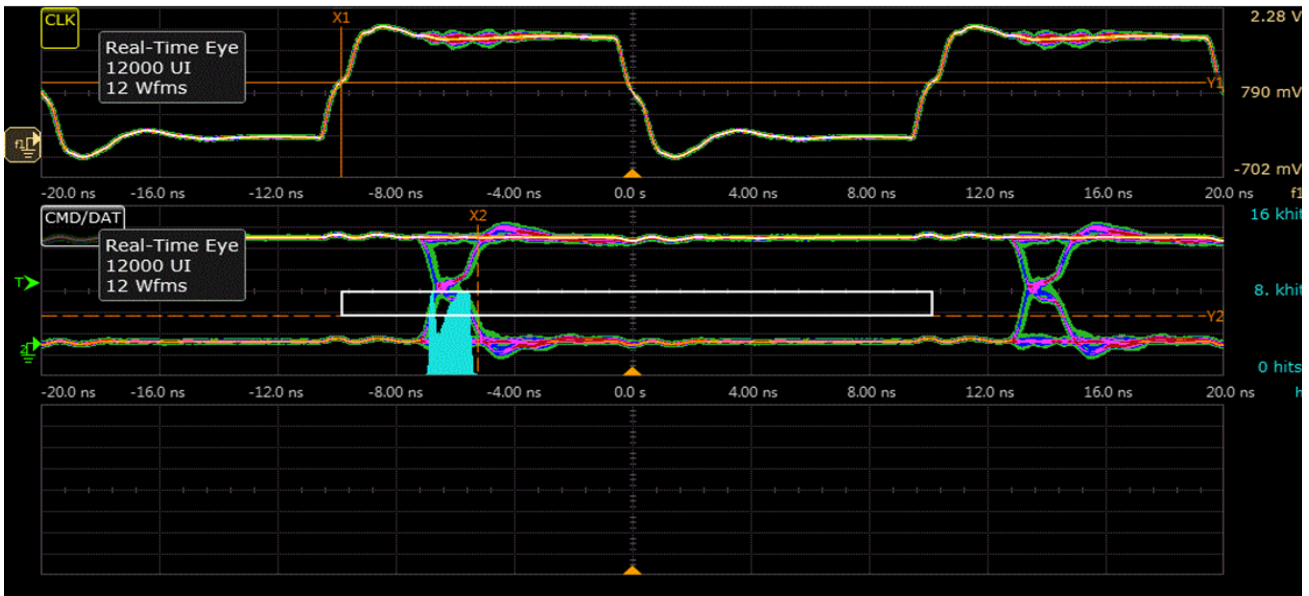 CLK
X1
2.28 V
Real-Time Eye
12000 UI
12 Wfms
Y1
790 mV
f1
-702 mV
-20.0 ns -16.0 ns -12.0 ns -8.00 ns -4.00 ns 0.0 s 4.00 ns 8.00 ns 12.0 ns 16.0 ns 20.0 ns f1
CMD/DAT
X2
16 khit
Real-Time Eye
12000 UI
12 Wfms
T
8. khit
Y2
2
0 hits
-20.0 ns -16.0 ns -12.0 ns -8.00 ns -4.00 ns 0.0 s 4.00 ns 8.00 ns 12.0 ns 16.0 ns 20.0 ns h